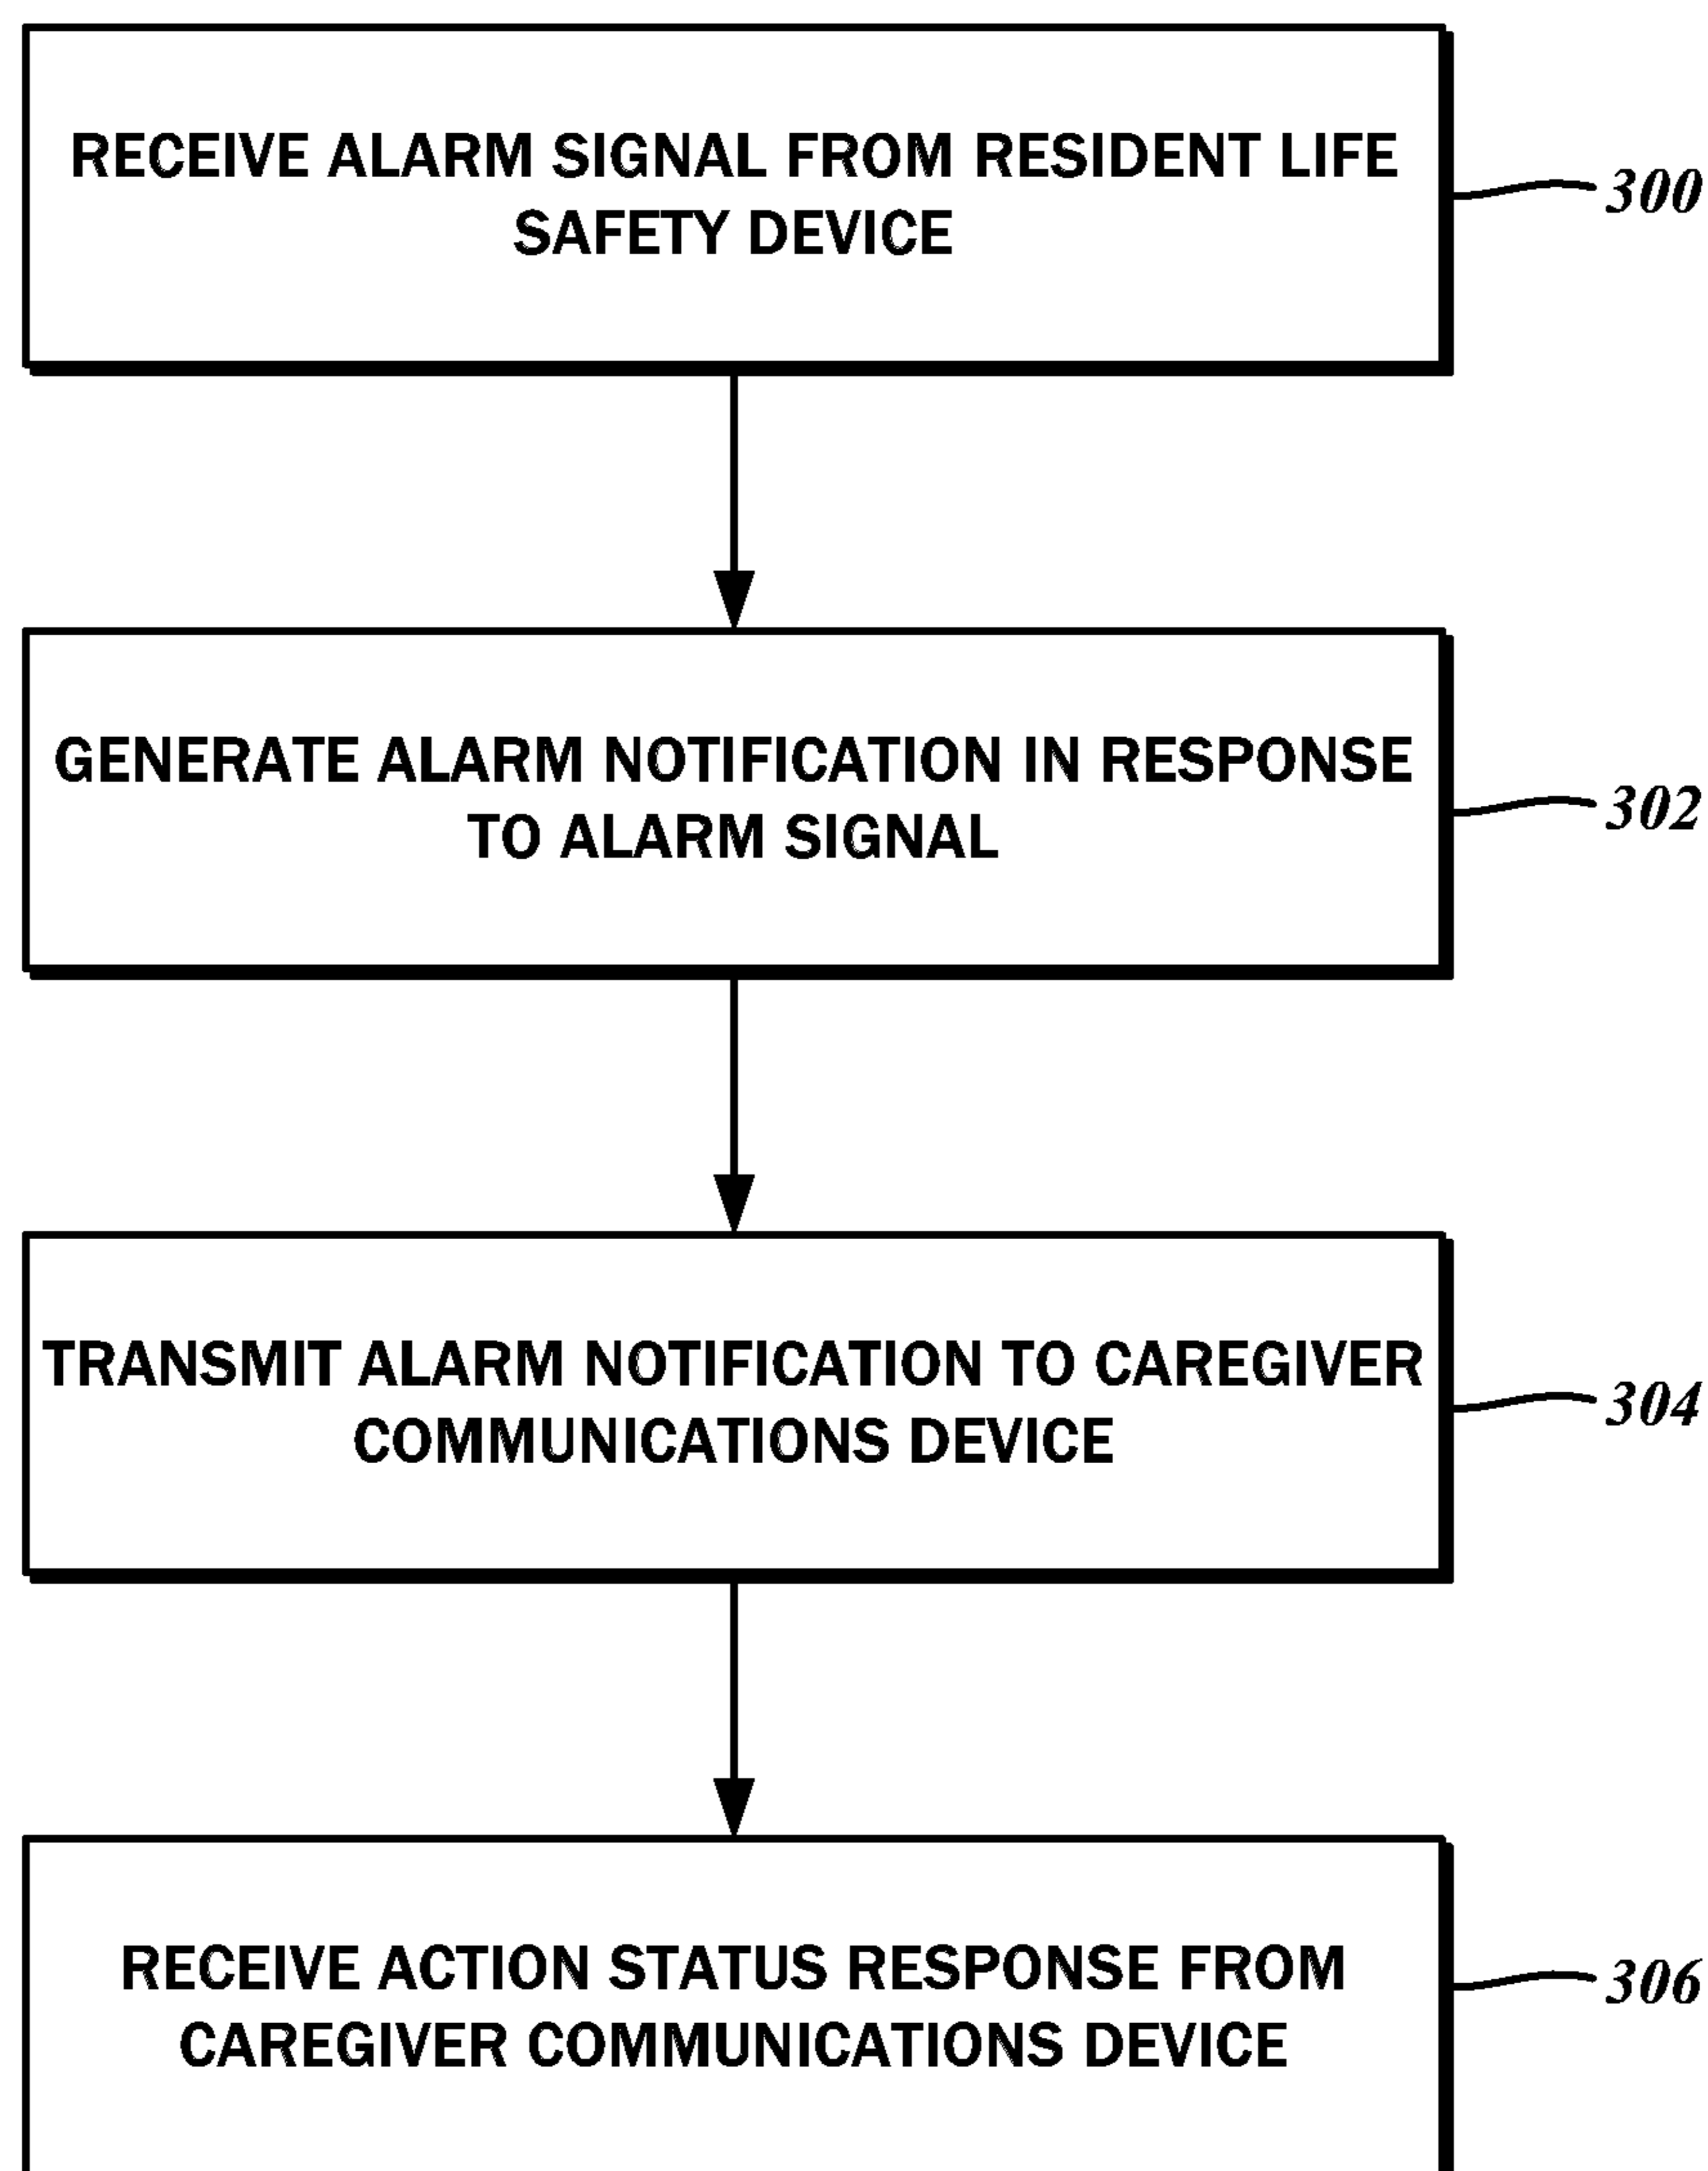 RECEIVE ALARM SIGNAL FROM RESIDENT LIFE
SAFETY DEVICE
300
GENERATE ALARM NOTIFICATION IN RESPONSE
TO ALARM SIGNAL
302
TRANSMIT ALARM NOTIFICATION TO CAREGIVER
COMMUNICATIONS DEVICE
304
RECEIVE ACTION STATUS RESPONSE FROM
CAREGIVER COMMUNICATIONS DEVICE
306